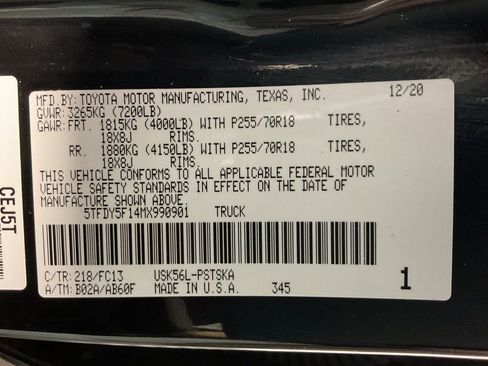 MFD.BY: TOYOTA MOTOR MANUFACTURING, TEXAS, INC. 12/20
GVWR: 3265KG (7200LB)
GAWR: FRT. 1815KG (4000LB) WITH P255/70R18 TIRES,
18X8J RIMS.
RR. 1880KG (4150LB) WITH P255/70R18 TIRES,
18X8J RIMS.
THIS VEHICLE CONFORMS TO ALL APPLICABLE FEDERAL MOTOR
VEHICLE SAFETY STANDARDS IN EFFECT ON THE DATE OF
MANUFACTURE SHOWN ABOVE.
5TFDY5F14MX990901 TRUCK
C/TR: 218/FC13 USK56L-PSTSKA
A/TM: B02A/AB60F MADE IN U.S.A. 345 1
CEJ5T